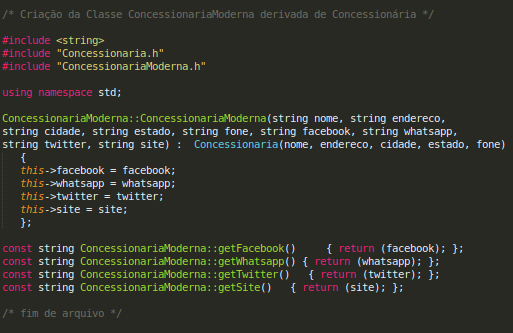 /* Criação da Classe ConcessionariaModerna derivada de Concessionária */
#include <string>
#include "Concessionaria.h"
#include "ConcessionariaModerna.h"
using namespace std;
ConcessionariaModerna::ConcessionariaModerna(string nome, string endereco,
string cidade, string estado, string fone, string facebook, string whatsapp,
string twitter, string site) :  Concessionaria(nome, endereco, cidade, estado, fone)
{
this->facebook = facebook;
this->whatsapp = whatsapp;
this->twitter = twitter;
this->site = site;
};
const string ConcessionariaModerna::getFacebook()     { return (facebook); };
const string ConcessionariaModerna::getWhatsapp() { return (whatsapp); };
const string ConcessionariaModerna::getTwitter()   { return (twitter); };
const string ConcessionariaModerna::getSite()   { return (site); };
/* fim de arquivo */